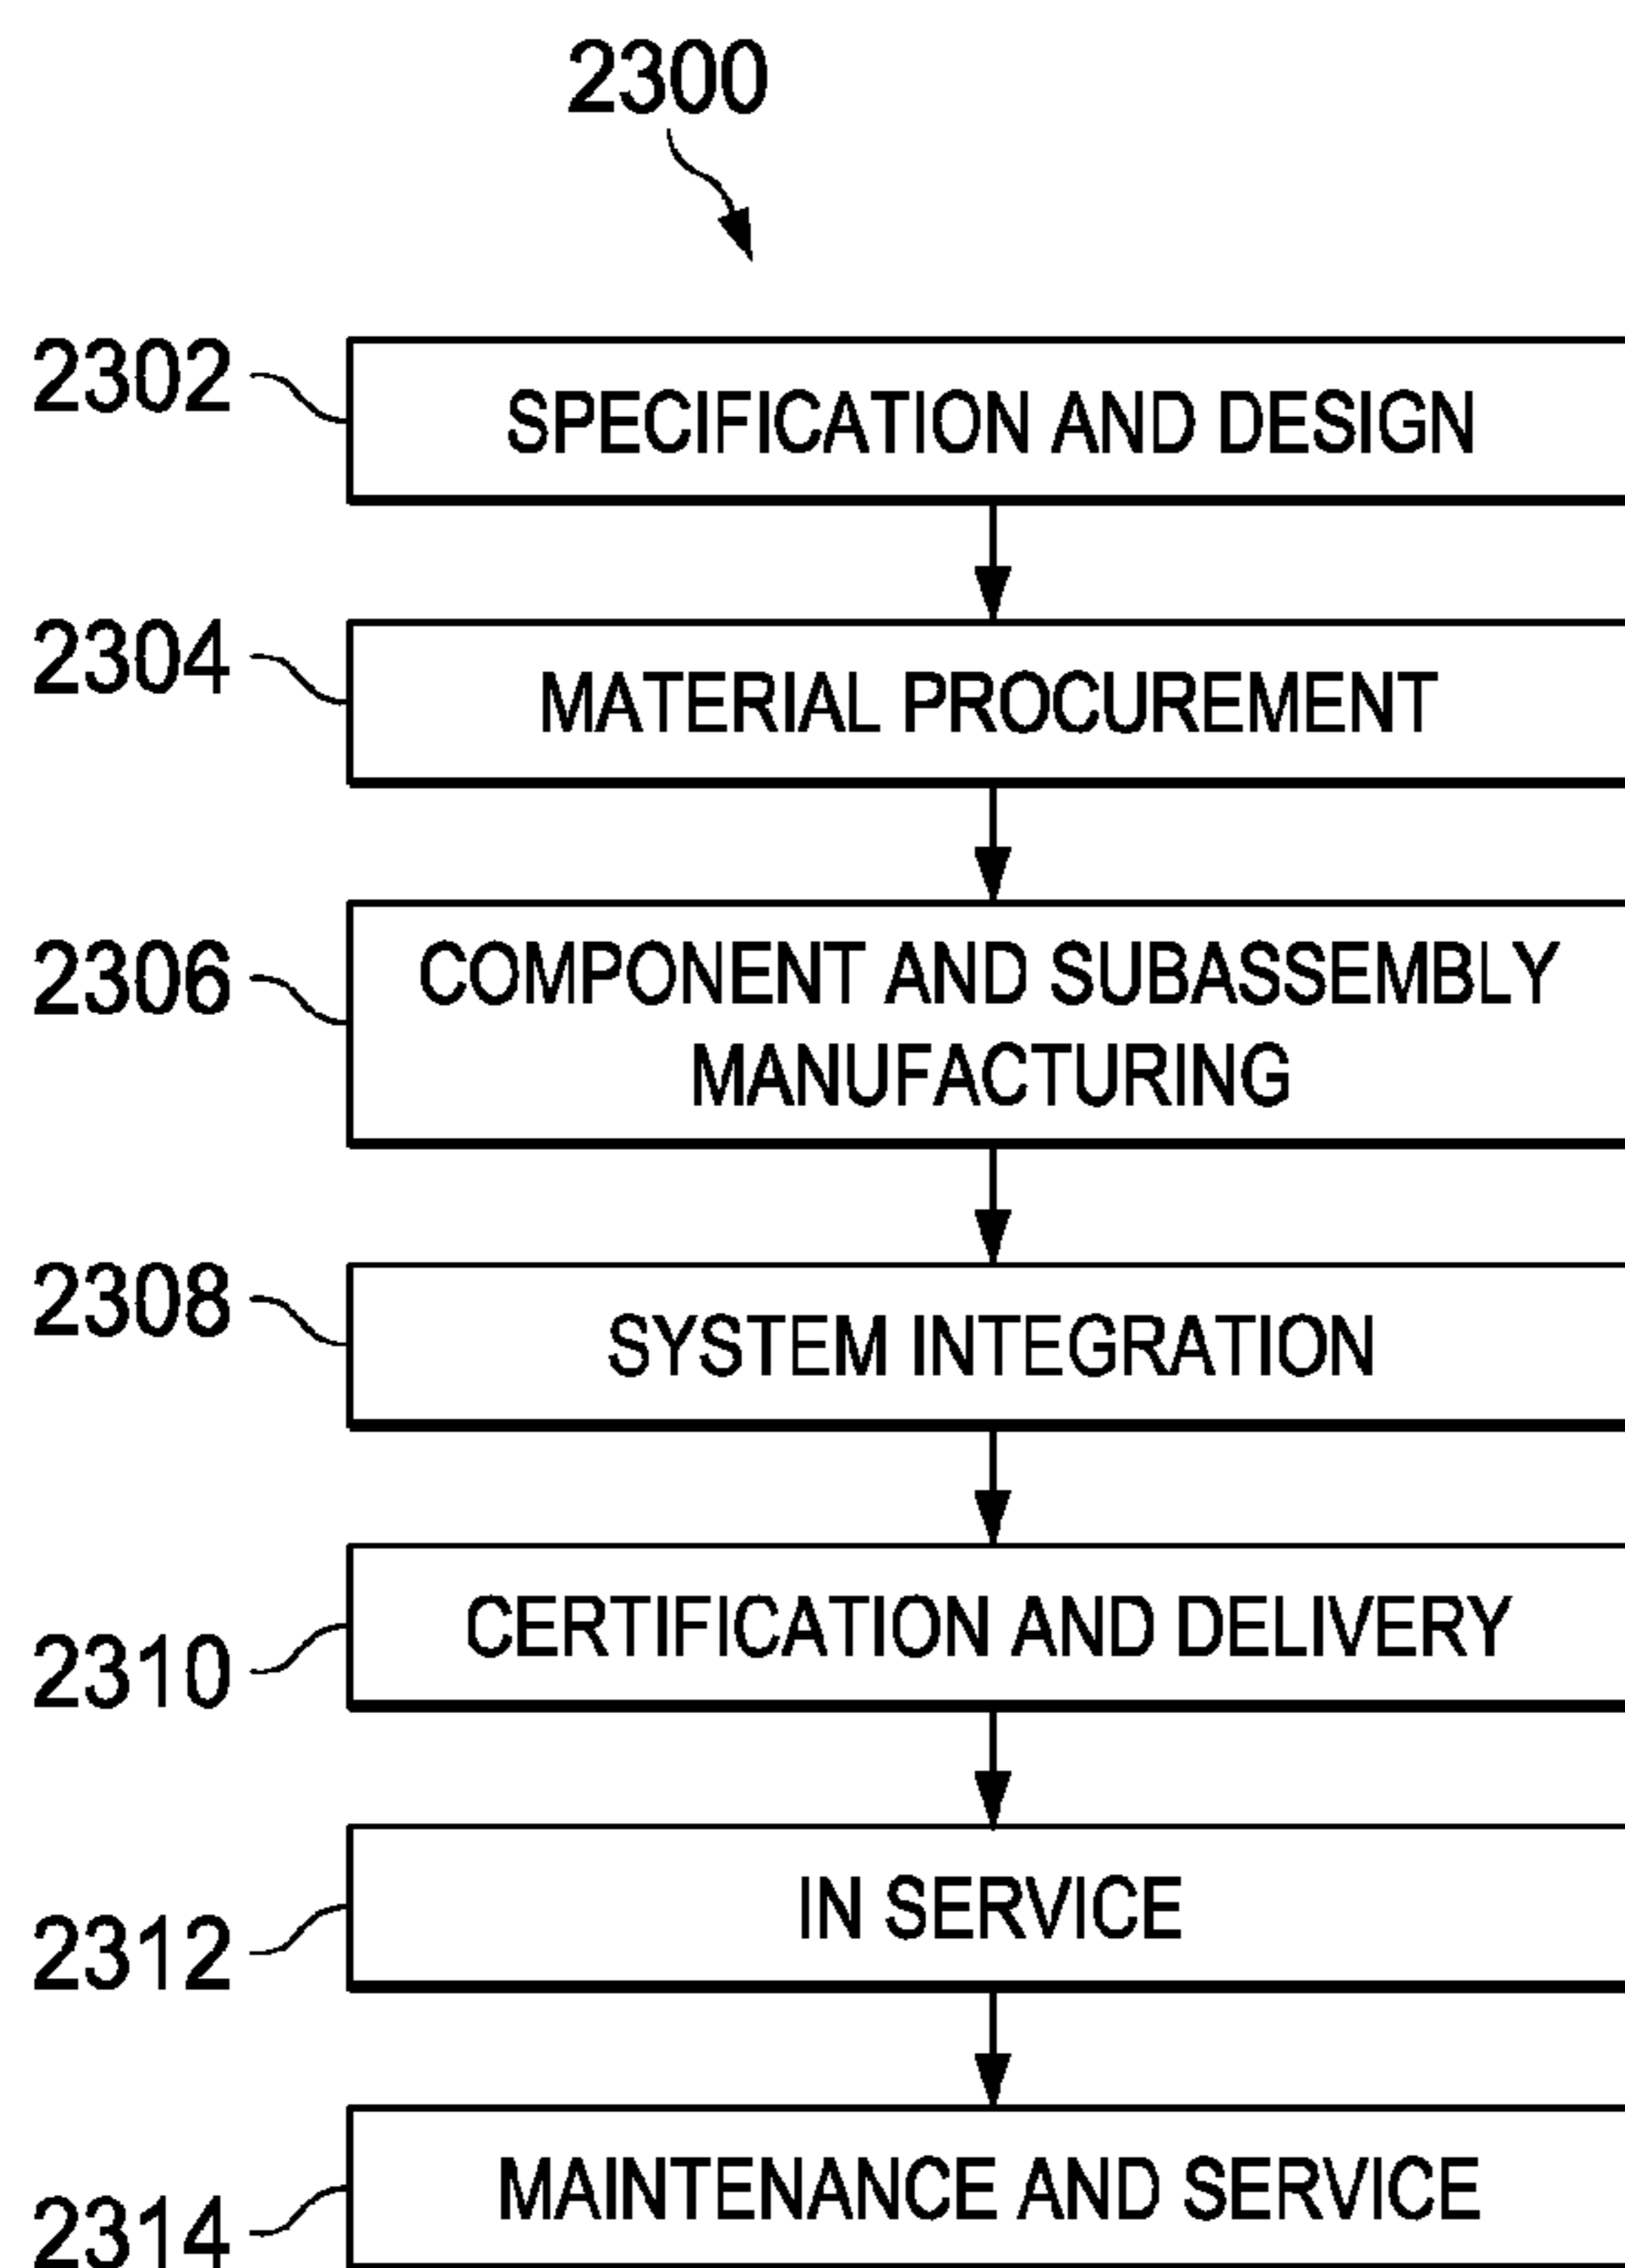 2300
2302
SPECIFICATION AND DESIGN
2304
MATERIAL PROCUREMENT
2306
COMPONENT AND SUBASSEMBLY
MANUFACTURING
2308
SYSTEM INTEGRATION
2310
CERTIFICATION AND DELIVERY
2312
IN SERVICE
2314
MAINTENANCE AND SERVICE